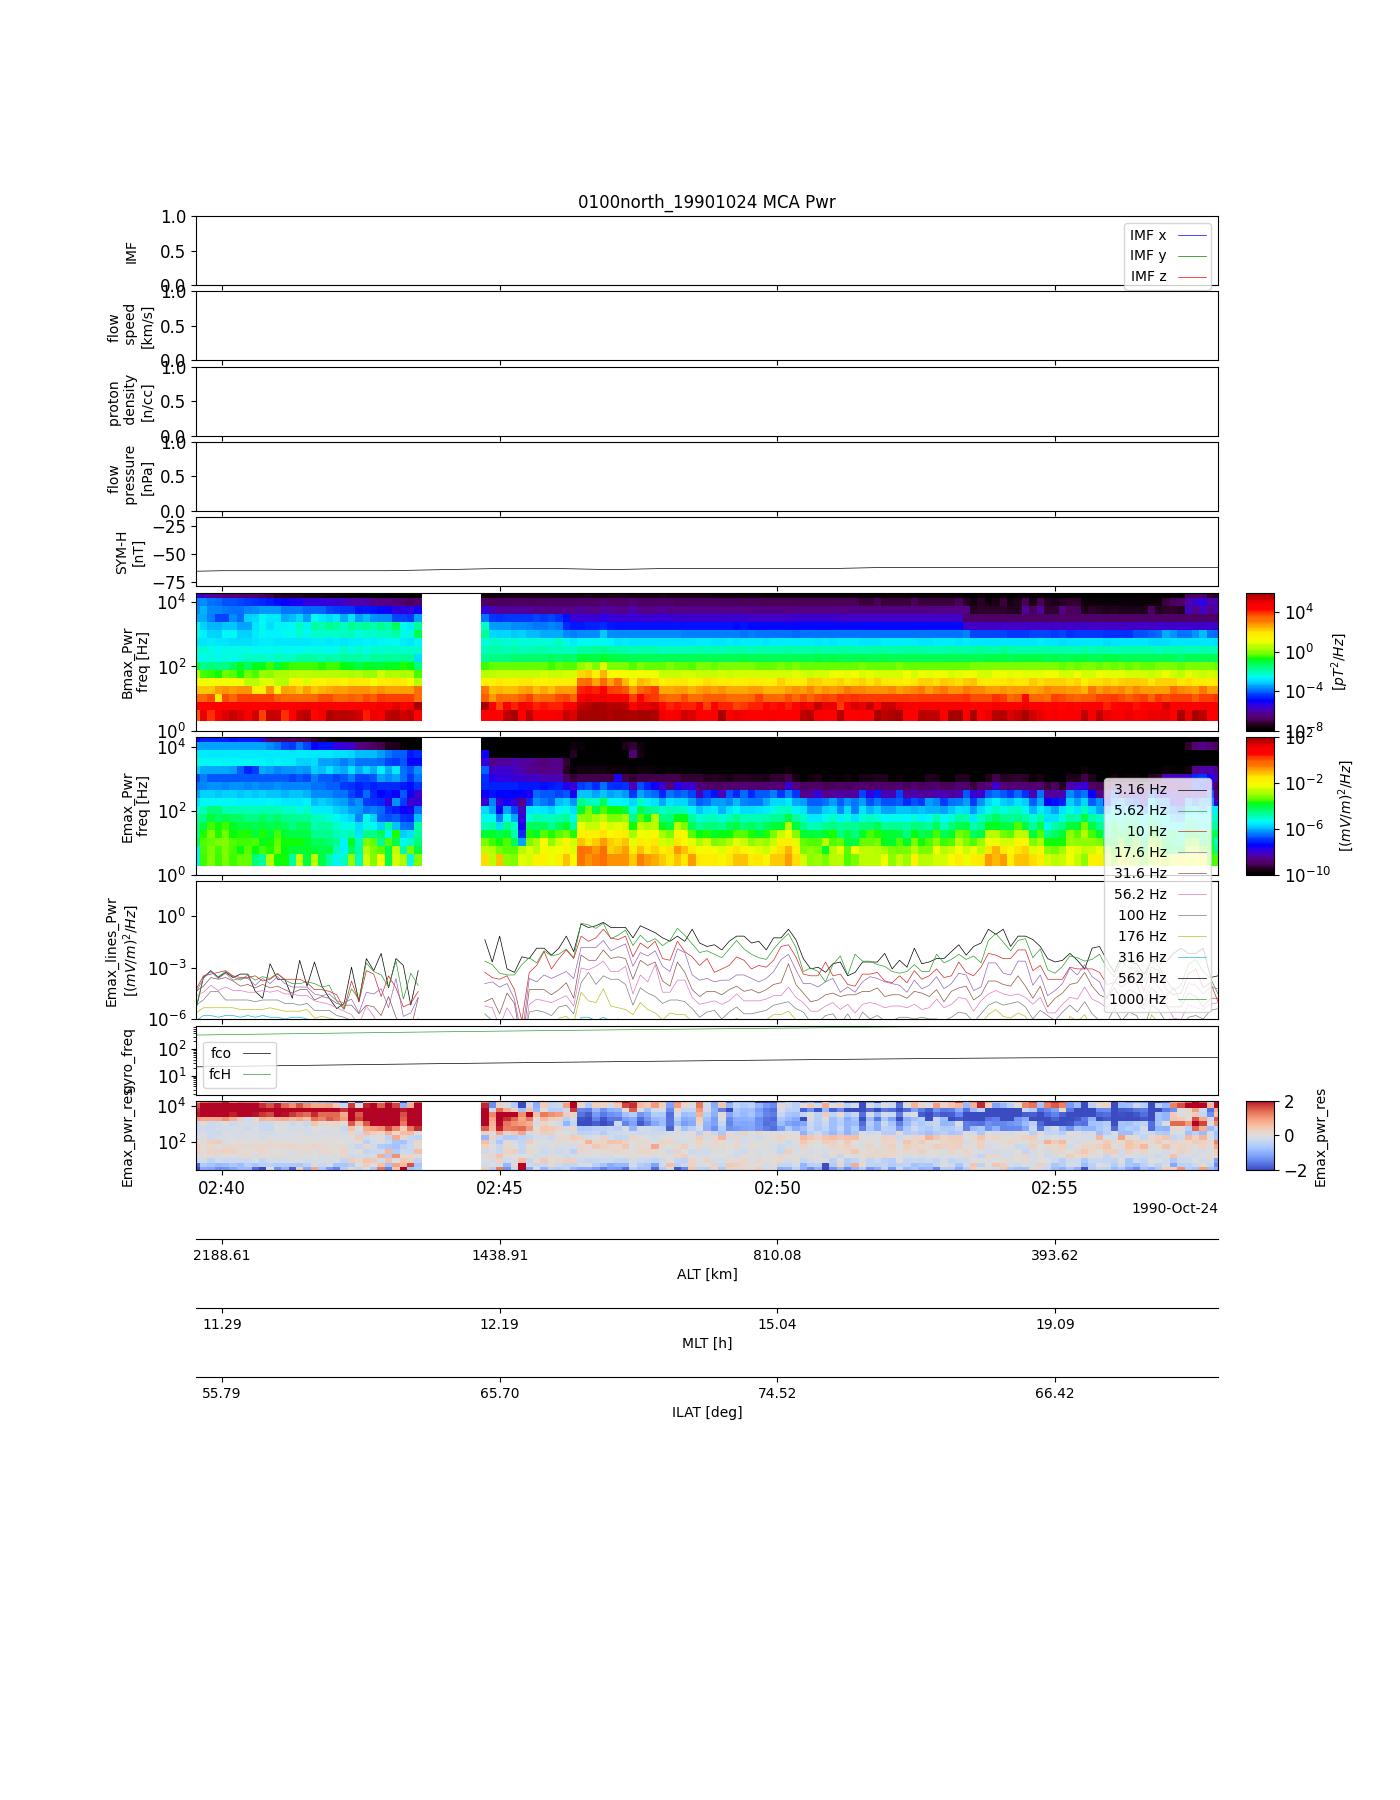 0100north_19901024 MCA Pwr
1.0
0.5
0.0
IMF
IMF x
IMF y
IMF z
1.0
0.5
0.0
flow
speed
[km/s]
1.0
0.5
0.0
proton
density
[n/cc]
1.0
0.5
0.0
flow
pressure
[nPa]
−25
−50
−75
SYM-H
[nT]
10^4
10^2
10^0
Bmax_Pwr
freq [Hz]
10^4
10^0
10^−4
10^−8
[pT^2/Hz]
10^4
10^2
10^0
Emax_Pwr
freq [Hz]
10^2
10^−2
10^−6
10^−10
[(mV/m)^2/Hz]
3.16 Hz
5.62 Hz
10 Hz
17.6 Hz
31.6 Hz
56.2 Hz
100 Hz
176 Hz
316 Hz
562 Hz
1000 Hz
10^0
10^−3
10^−6
Emax_lines_Pwr
[(mV/m)^2/Hz]
10^2
10^1
gyro_freq
fco
fcH
10^4
10^2
Emax_pwr_res
2
0
−2
Emax_pwr_res
02:40 02:45 02:50 02:55
1990-Oct-24
2188.61 1438.91 810.08 393.62
ALT [km]
11.29 12.19 15.04 19.09
MLT [h]
55.79 65.70 74.52 66.42
ILAT [deg]